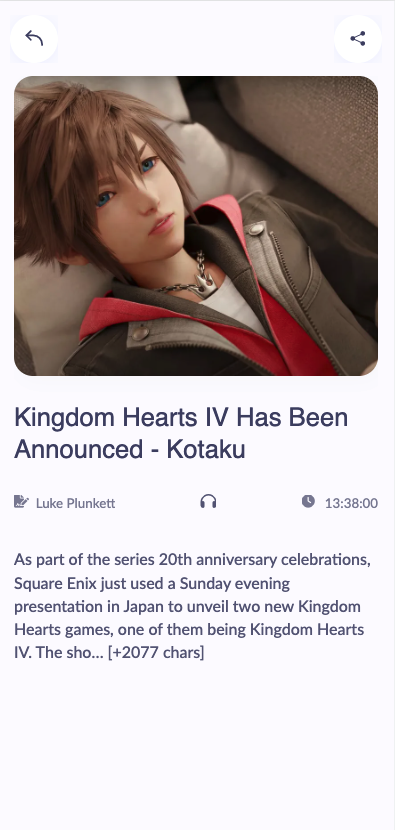 Kingdom Hearts IV Has Been
Announced - Kotaku
Luke Plunkett
13:38:00
As part of the series 20th anniversary celebrations,
Square Enix just used a Sunday evening
presentation in Japan to unveil two new Kingdom
Hearts games, one of them being Kingdom Hearts
IV. The sho... [+2077 chars]